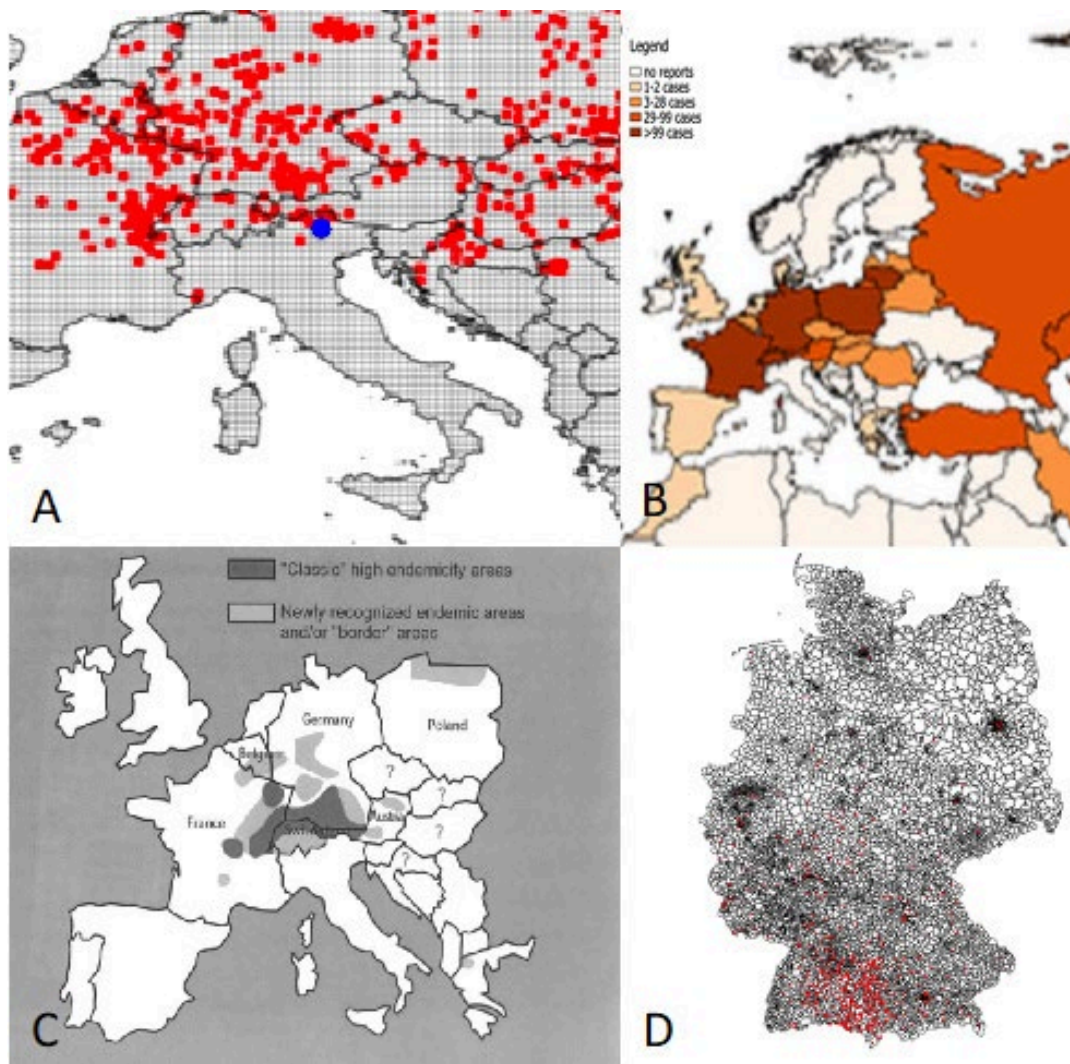 Legend
no reports
1-2 cases
3-28 cases
29-99 cases
>99 cases
A
B
"Classic" high endemicity areas
Newly recognized endemic areas
and/or "border" areas
Germany
Poland
Belgium
?
?
France
Austria
?
?
C
D